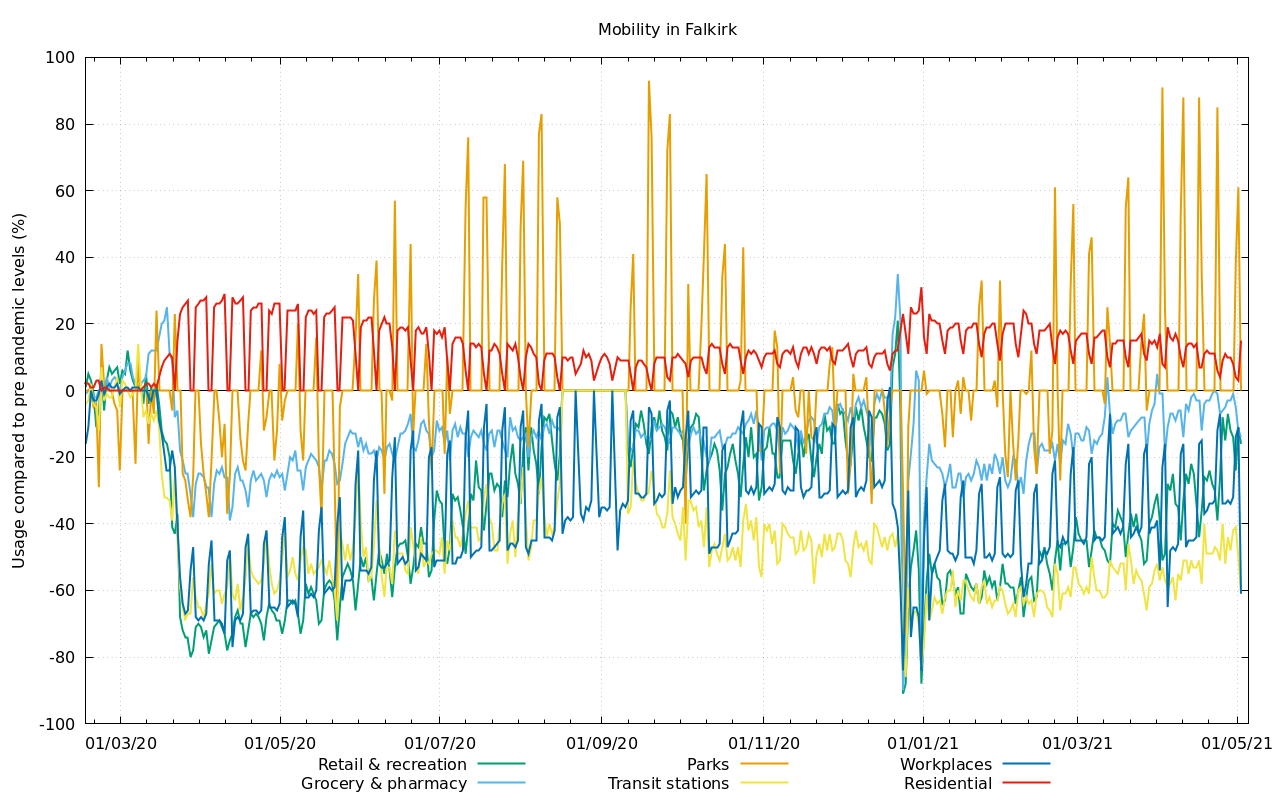 Mobility in Falkirk
Usage compared to pre pandemic levels (%)
100
80
60
40
20
0
-20
-40
-60
-80
-100
0
01/03/20 01/05/20 01/07/20 01/09/20 01/11/20 01/01/21 01/03/21 01/05/21
Retail & recreation Parks Workplaces
Grocery & pharmacy Transit stations Residential